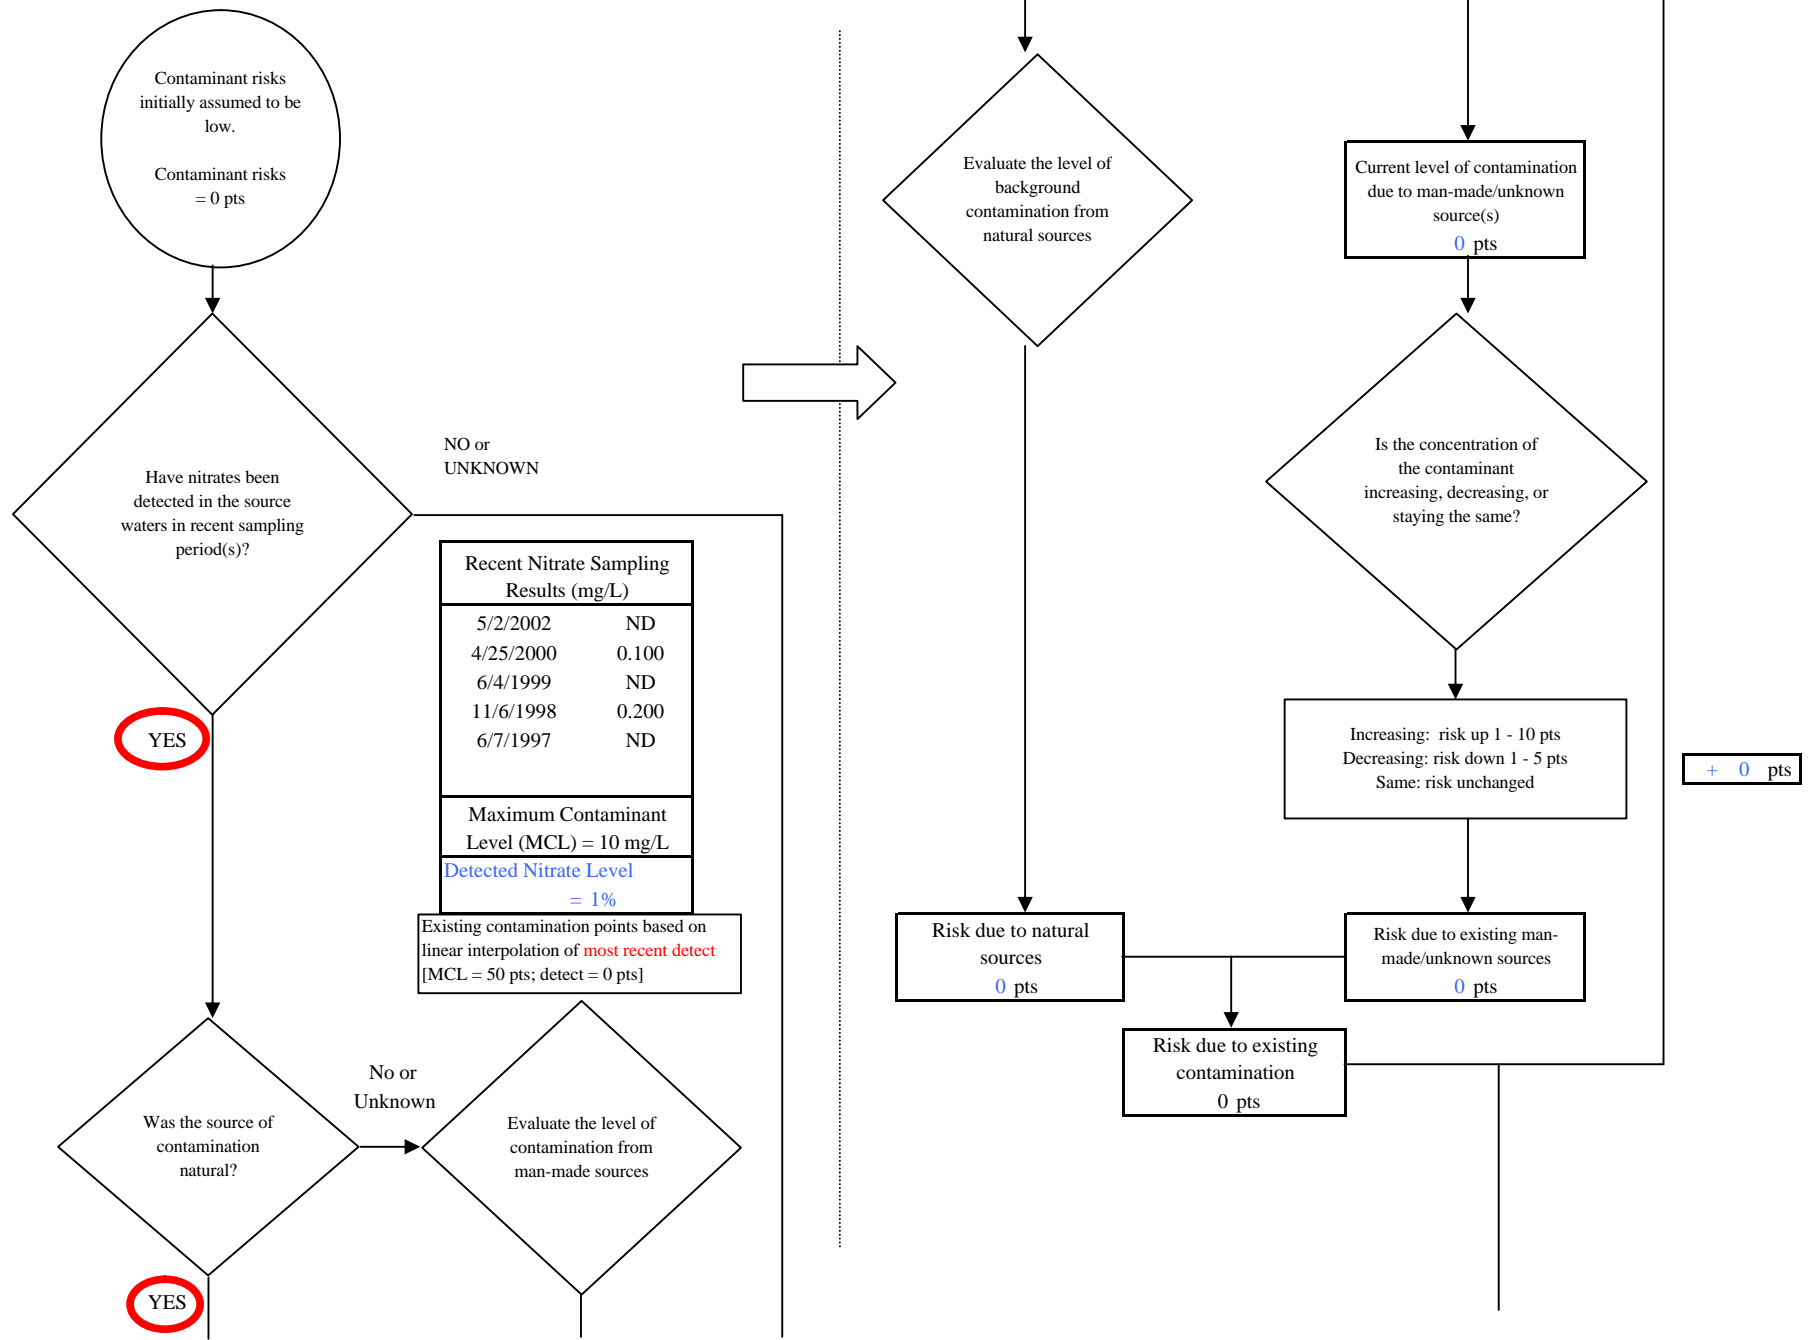 Contaminant risks
initially assumed to be
low.
Contaminant risks
= 0 pts
Have nitrates been
detected in the source
waters in recent sampling
period(s)?
NO or
UNKNOWN
YES
Recent Nitrate Sampling
Results (mg/L)
5/2/2002 ND
4/25/2000 0.100
6/4/1999 ND
11/6/1998 0.200
6/7/1997 ND
Maximum Contaminant
Level (MCL) = 10 mg/L
Detected Nitrate Level
= 1%
Existing contamination points based on
linear interpolation of most recent detect
[MCL = 50 pts; detect = 0 pts]
Was the source of
contamination
natural?
No or
Unknown
Evaluate the level of
contamination from
man-made sources
YES
Evaluate the level of
background
contamination from
natural sources
Current level of contamination
due to man-made/unknown
source(s)
0 pts
Is the concentration of
the contaminant
increasing, decreasing, or
staying the same?
Increasing: risk up 1 - 10 pts
Decreasing: risk down 1 - 5 pts
Same: risk unchanged
+ 0 pts
Risk due to natural
sources
0 pts
Risk due to existing man-
made/unknown sources
0 pts
Risk due to existing
contamination
0 pts